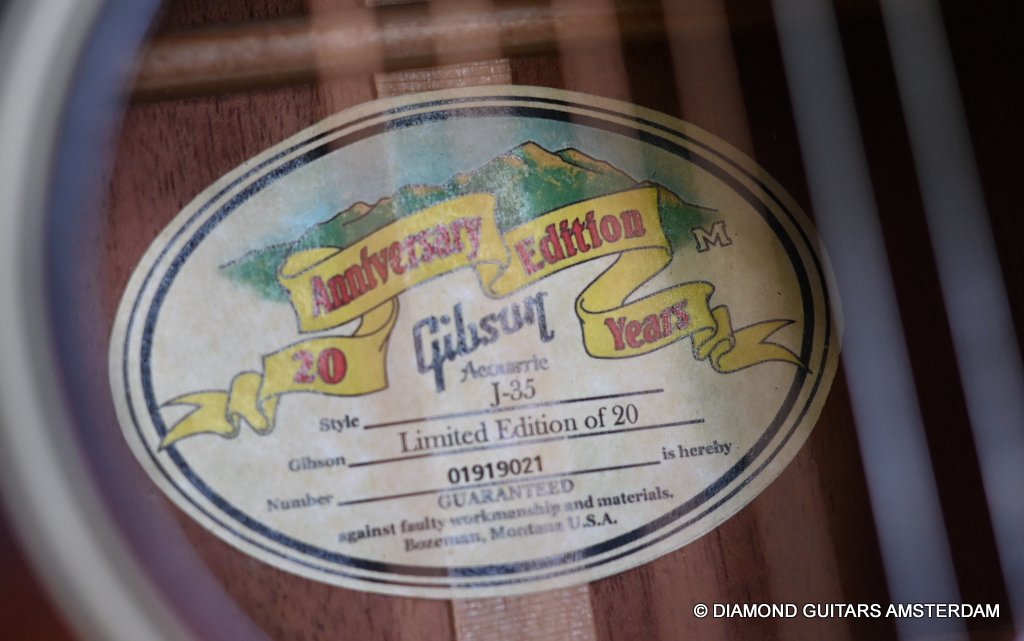 Anniversary Edition
M
20 Years
Gibson
Acoustic
Style J-35
Gibson Limited Edition of 20
Number 01919021 is hereby
GUARANTEED
against faulty workmanship and materials.
Bozeman, Montana U.S.A.
© DIAMOND GUITARS AMSTERDAM